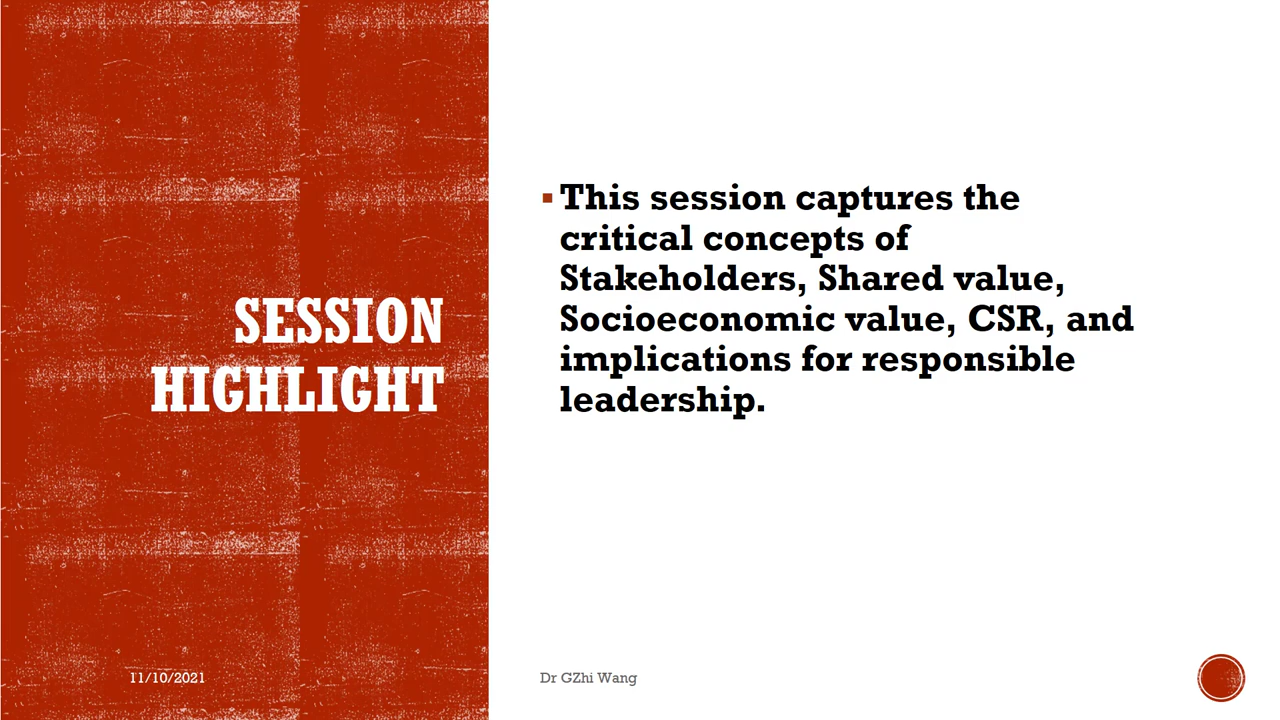 SESSION
HIGHLIGHT
▪ This session captures the
critical concepts of
Stakeholders, Shared value,
Socioeconomic value, CSR, and
implications for responsible
leadership.
11/10/2021
Dr GZhi Wang